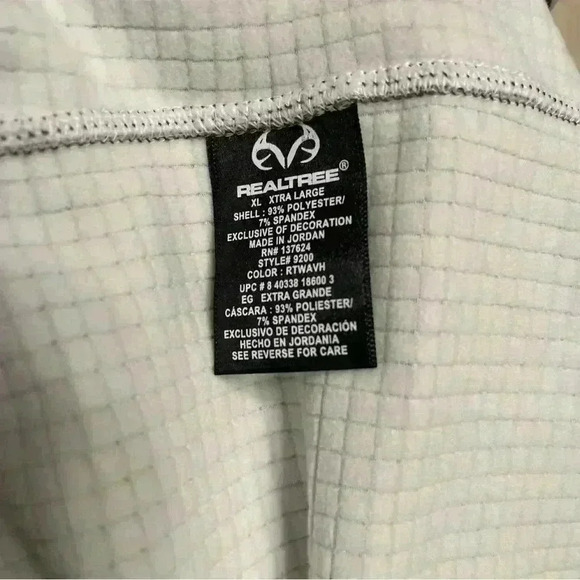 REALTREE®
XL XTRA LARGE
SHELL : 93% POLYESTER/
7% SPANDEX
EXCLUSIVE OF DECORATION
MADE IN JORDAN
RN# 137624
STYLE# 9200
COLOR : RTWAVH
UPC # 8 40338 18600 3
EG EXTRA GRANDE
CÁSCARA : 93% POLIESTER/
7% SPANDEX
EXCLUSIVO DE DECORACIÓN
HECHO EN JORDANIA
SEE REVERSE FOR CARE